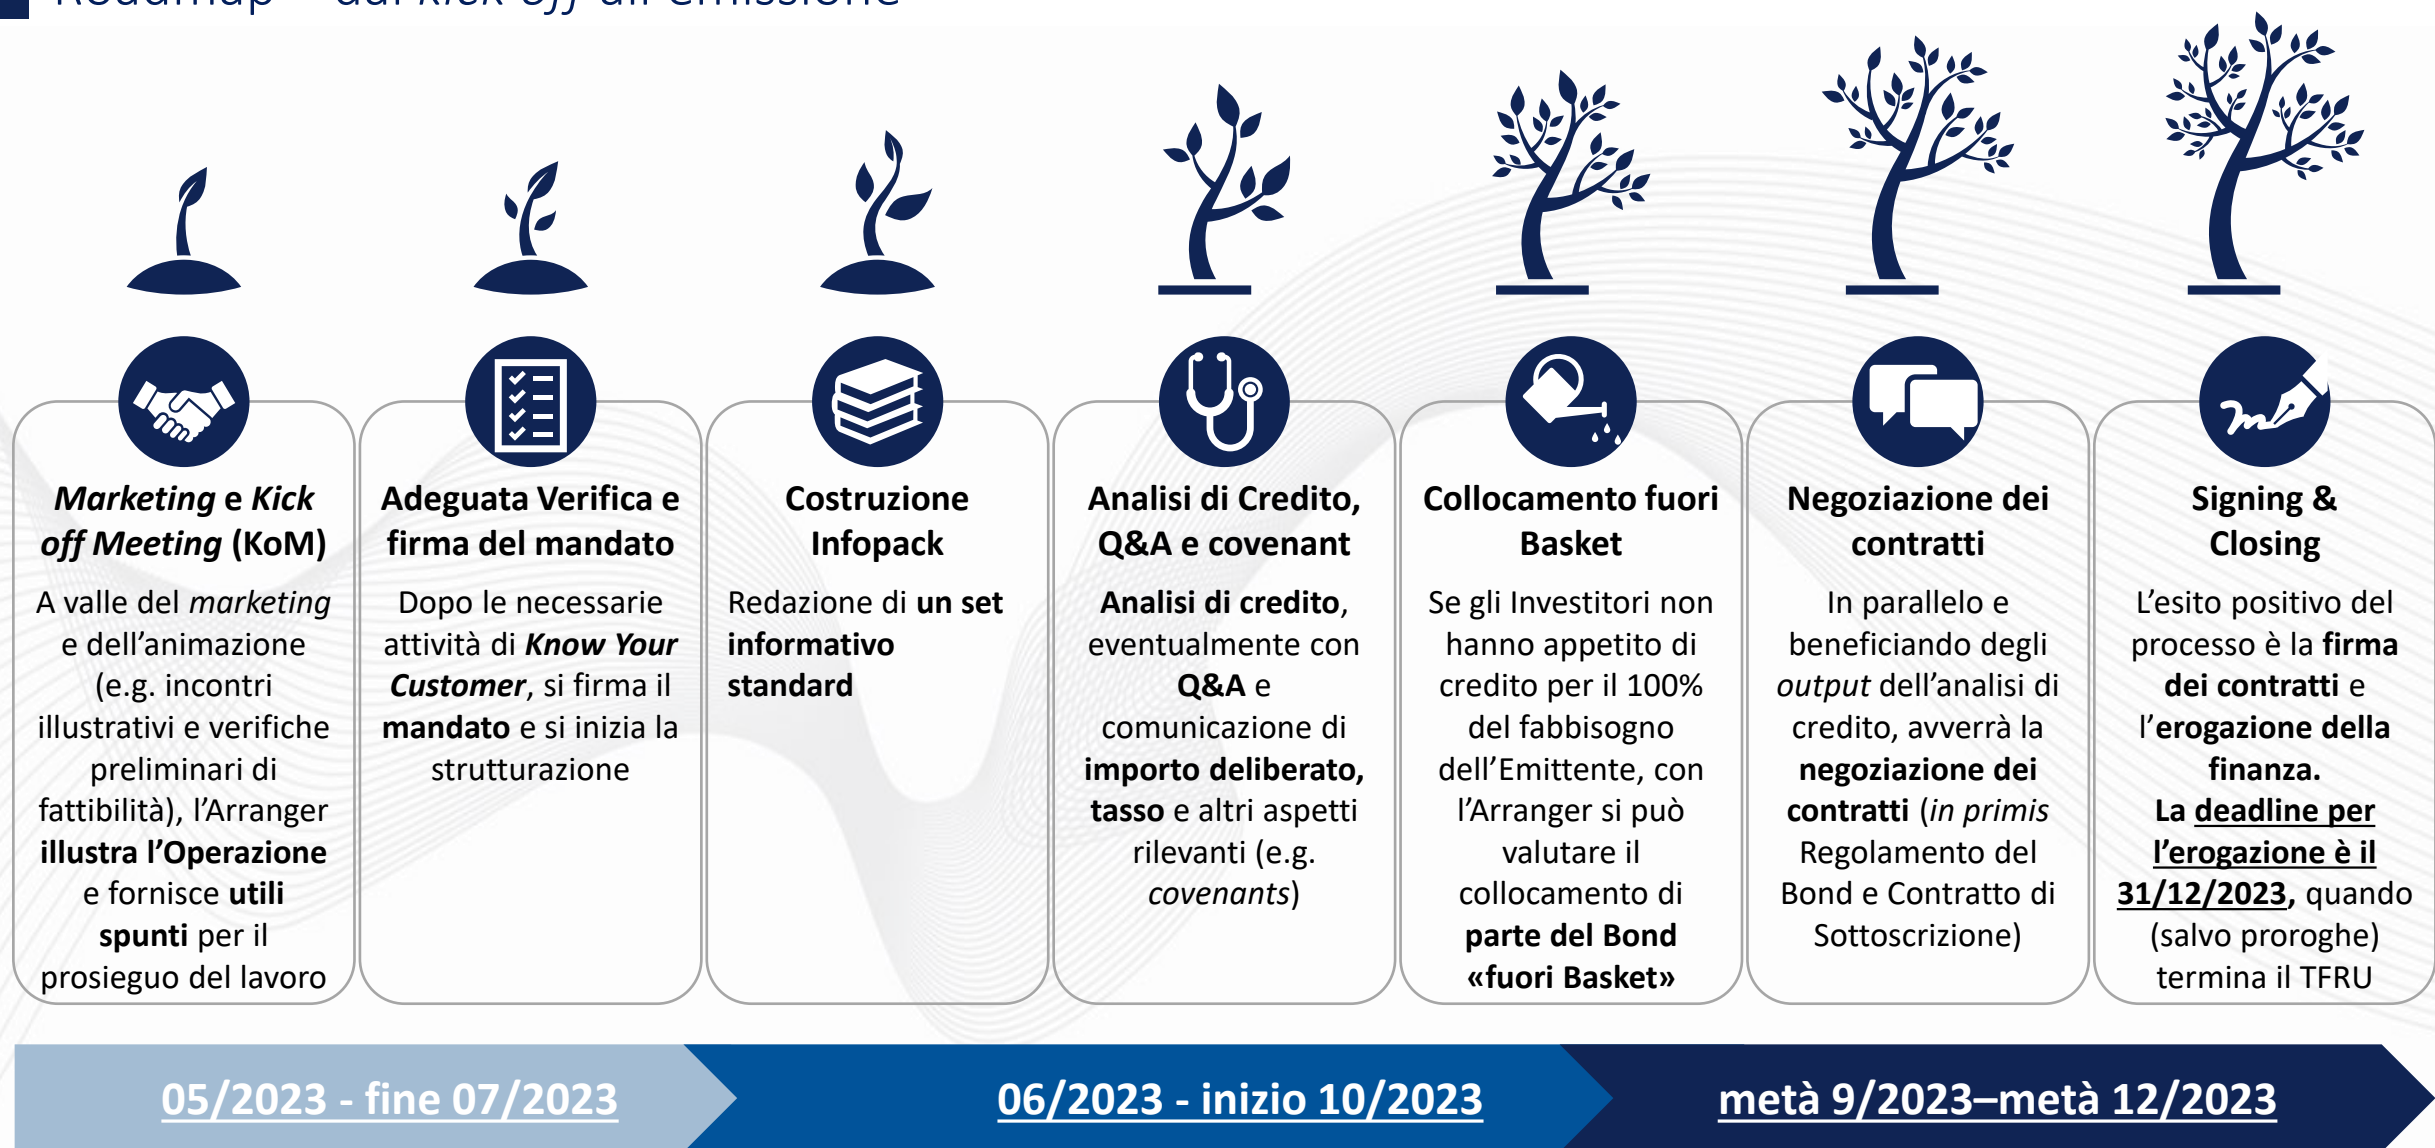 Roadmap – dal kick off all'emissione
Marketing e Kick
off Meeting (KoM)
A valle del marketing
e dell’animazione
(e.g. incontri
illustrativi e verifiche
preliminari di
fattibilità), l’Arranger
illustra l’Operazione
e fornisce utili
spunti per il
prosieguo del lavoro
Adeguata Verifica e
firma del mandato
Dopo le necessarie
attività di Know Your
Customer, si firma il
mandato e si inizia la
strutturazione
Costruzione
Infopack
Redazione di un set
informativo
standard
Analisi di Credito,
Q&A e covenant
Analisi di credito,
eventualmente con
Q&A e
comunicazione di
importo deliberato,
tasso e altri aspetti
rilevanti (e.g.
covenants)
Collocamento fuori
Basket
Se gli Investitori non
hanno appetito di
credito per il 100%
del fabbisogno
dell’Emittente, con
l’Arranger si può
valutare il
collocamento di
parte del Bond
«fuori Basket»
Negoziazione dei
contratti
In parallelo e
beneficiando degli
output dell’analisi di
credito, avverrà la
negoziazione dei
contratti (in primis
Regolamento del
Bond e Contratto di
Sottoscrizione)
Signing &
Closing
L’esito positivo del
processo è la firma
dei contratti e
l’erogazione della
finanza.
La deadline per
l’erogazione è il
31/12/2023, quando
(salvo proroghe)
termina il TFRU
05/2023 - fine 07/2023
06/2023 - inizio 10/2023
metà 9/2023–metà 12/2023